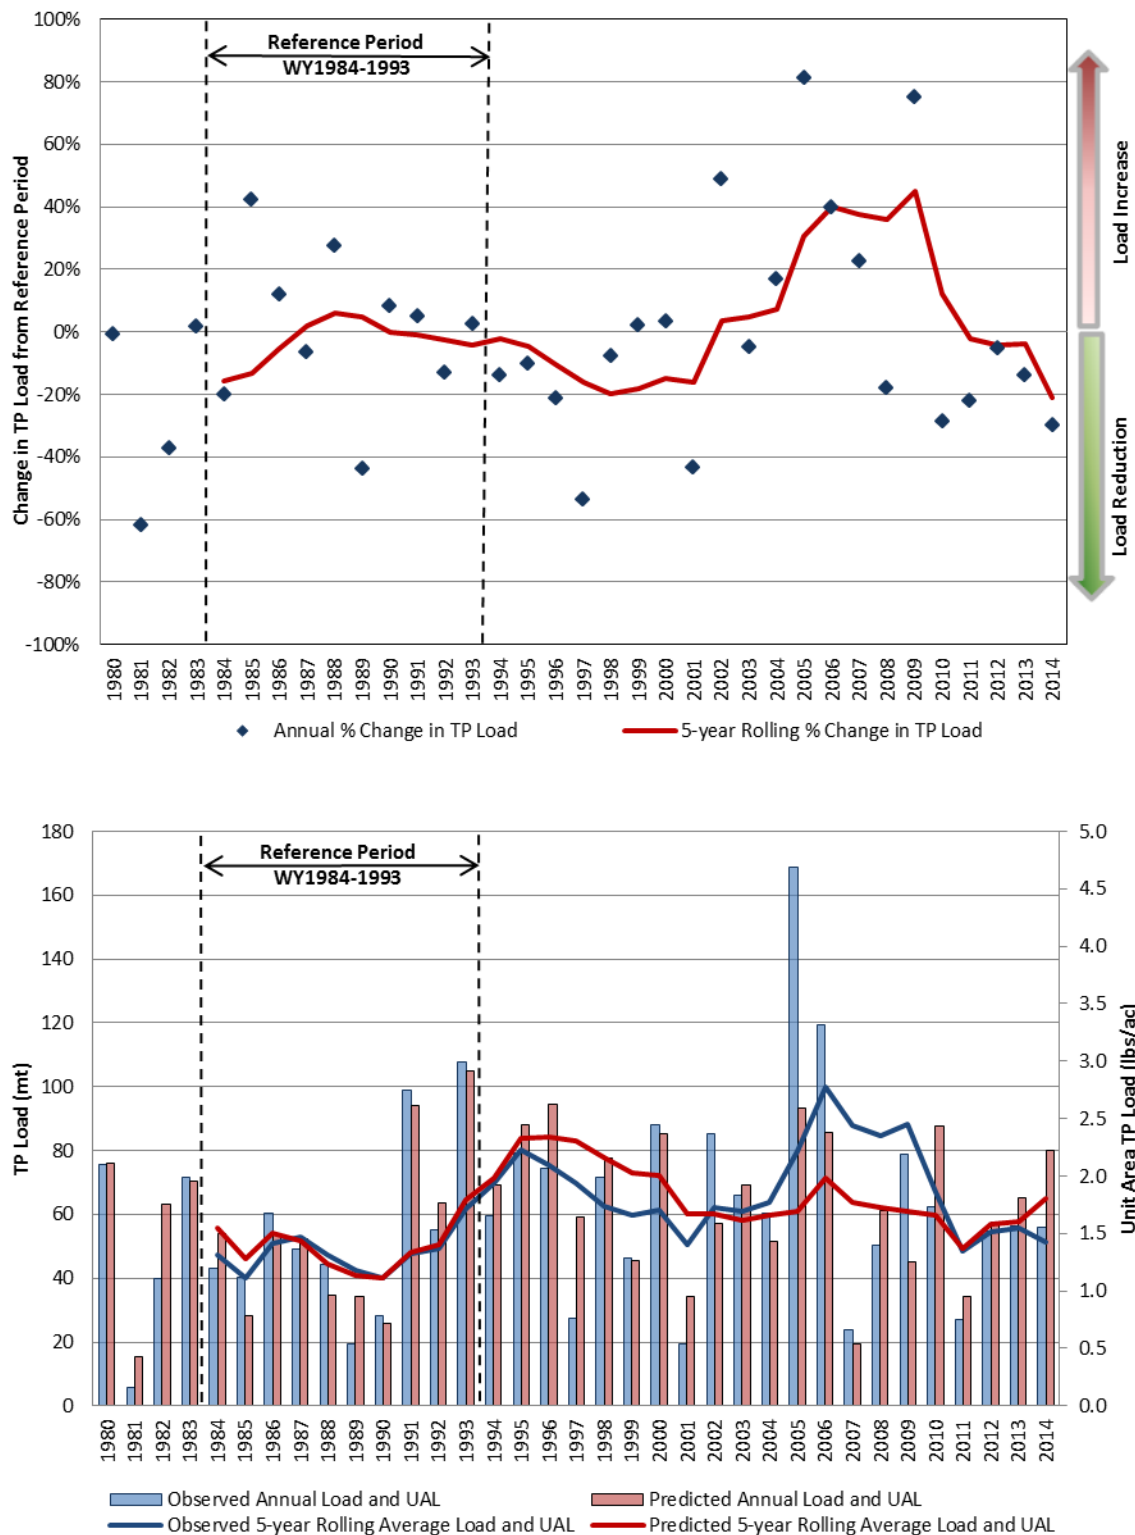 100%
80%
60%
40%
20%
0%
-20%
-40%
-60%
-80%
-100%
Change in TP Load from Reference Period
Reference Period
WY1984-1993
Load Increase
Load Reduction
1980 1981 1982 1983 1984 1985 1986 1987 1988 1989 1990 1991 1992 1993 1994 1995 1996 1997 1998 1999 2000 2001 2002 2003 2004 2005 2006 2007 2008 2009 2010 2011 2012 2013 2014
Annual % Change in TP Load 5-year Rolling % Change in TP Load
180
160
140
120
100
80
60
40
20
0
TP Load (mt)
Reference Period
WY1984-1993
5.0
4.5
4.0
3.5
3.0
2.5
2.0
1.5
1.0
0.5
0.0
Unit Area TP Load (lbs/ac)
1980 1981 1982 1983 1984 1985 1986 1987 1988 1989 1990 1991 1992 1993 1994 1995 1996 1997 1998 1999 2000 2001 2002 2003 2004 2005 2006 2007 2008 2009 2010 2011 2012 2013 2014
Observed Annual Load and UAL Predicted Annual Load and UAL
Observed 5-year Rolling Average Load and UAL Predicted 5-year Rolling Average Load and UAL